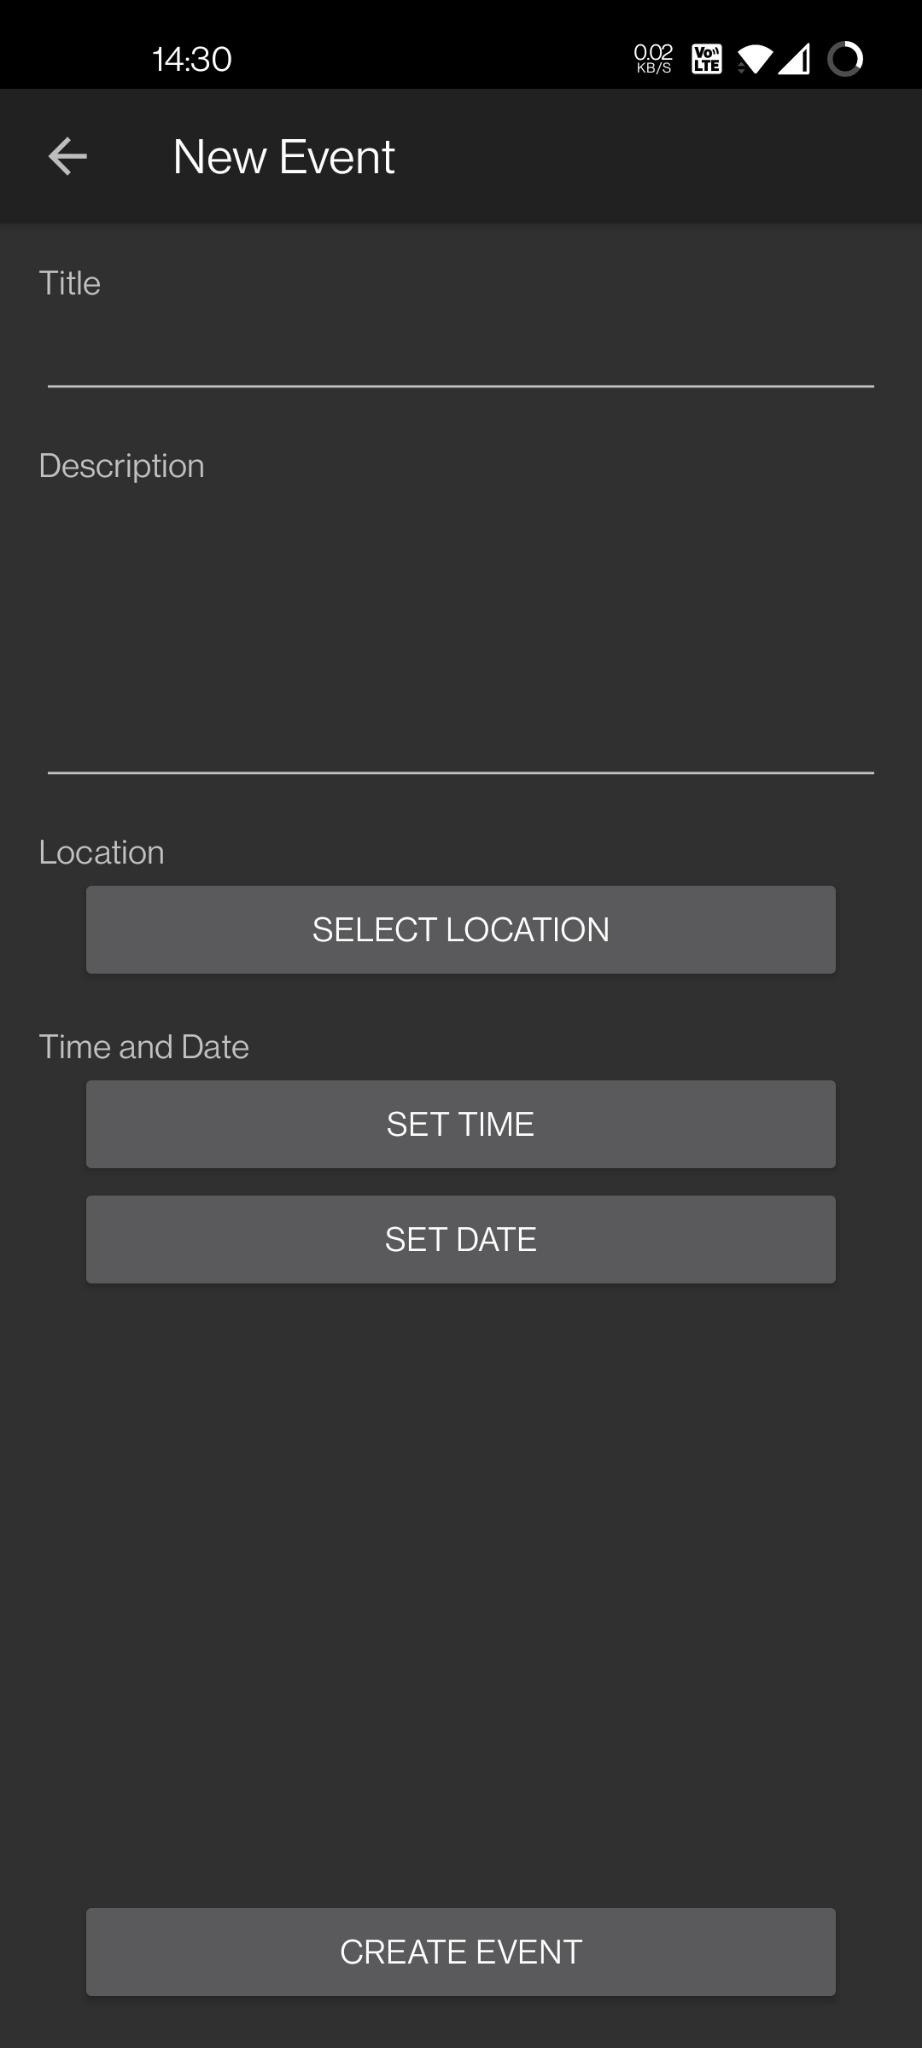 14:30
0.02
KB/S
Vo))
LTE
New Event
Title
Description
Location
SELECT LOCATION
Time and Date
SET TIME
SET DATE
CREATE EVENT